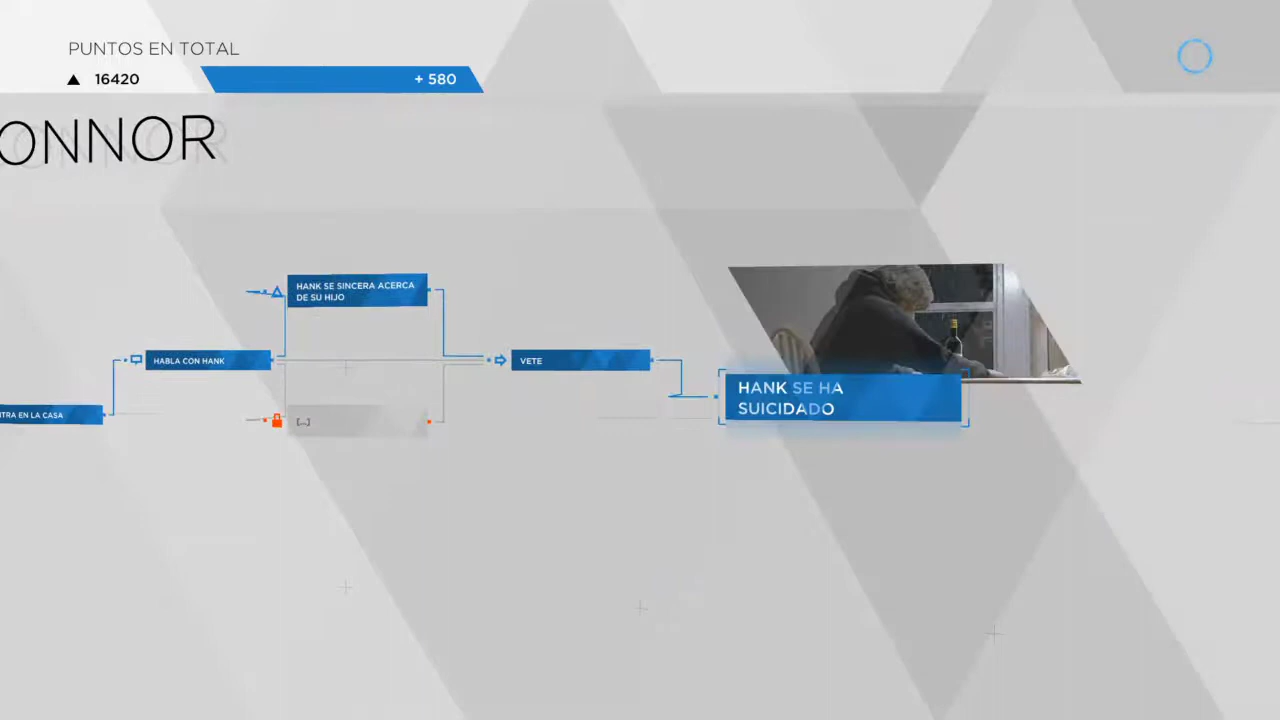 PUNTOS EN TOTAL
16420
+ 580
ONNOR
HANK SE SINCERA ACERCA
DE SU HIJO
HABLA CON HANK
VETE
NTRA EN LA CASA
[...]
HANK SE HA
SUICIDADO